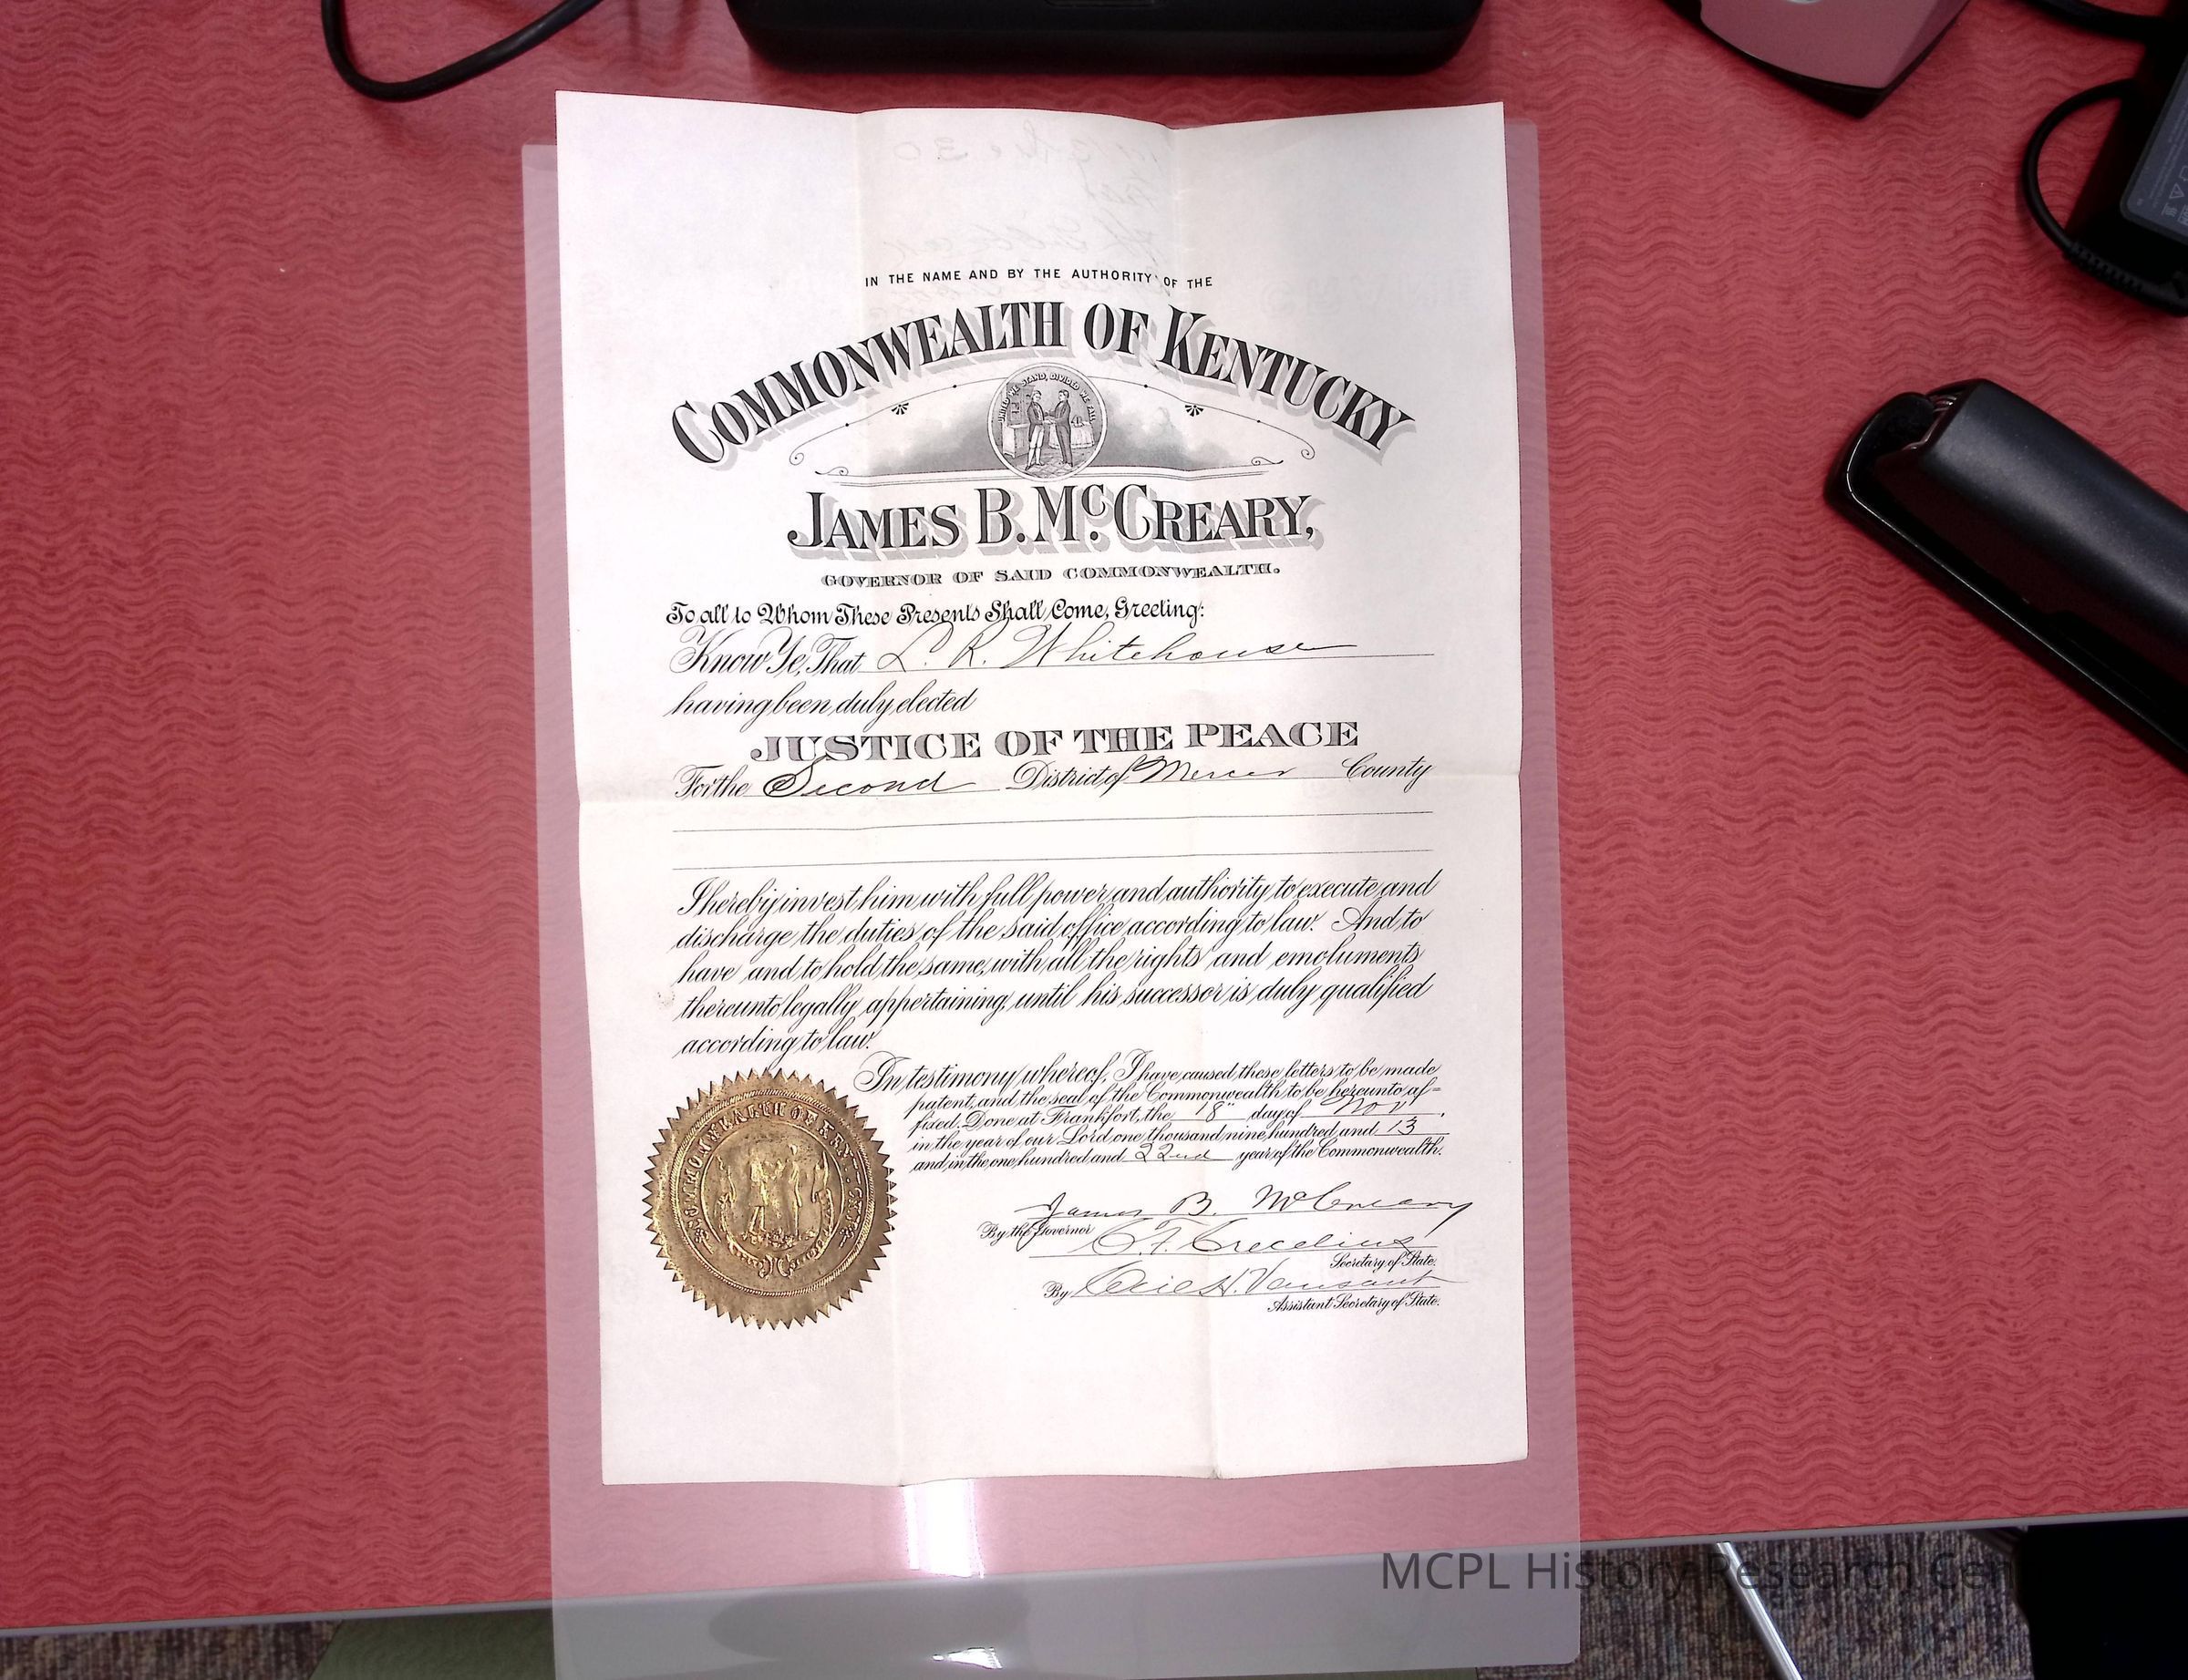 IN THE NAME AND BY THE AUTHORITY OF THE
COMMONWEALTH OF KENTUCKY
UNITED WE STAND, DIVIDED WE FALL
JAMES B. McCREARY,
GOVERNOR OF SAID COMMONWEALTH.
To all to Whom These Presents Shall Come, Greeting:
Know Ye, That L. R. Whitehouse
having been duly elected
JUSTICE OF THE PEACE
For the Second District of Mercer County
I hereby invest him with full power and authority to execute and
discharge the duties of the said office according to law. And to
have and to hold the same, with all the rights and emoluments
thereunto legally appertaining, until his successor is duly qualified
according to law.
In testimony whereof, I have caused these letters to be made
patent, and the seal of the Commonwealth to be hereunto af=
fixed. Done at Frankfort, the 18" day of Nov,
in the year of our Lord one thousand nine hundred and 13
and in the one hundred and 22nd year of the Commonwealth.
COMMONWEALTH OF KEN
James B. McCreary
By the Governor
C. F. Crecelius
Secretary of State.
By Cecil H. Vansant
Assistant Secretary of State.
MCPL History Research Cen